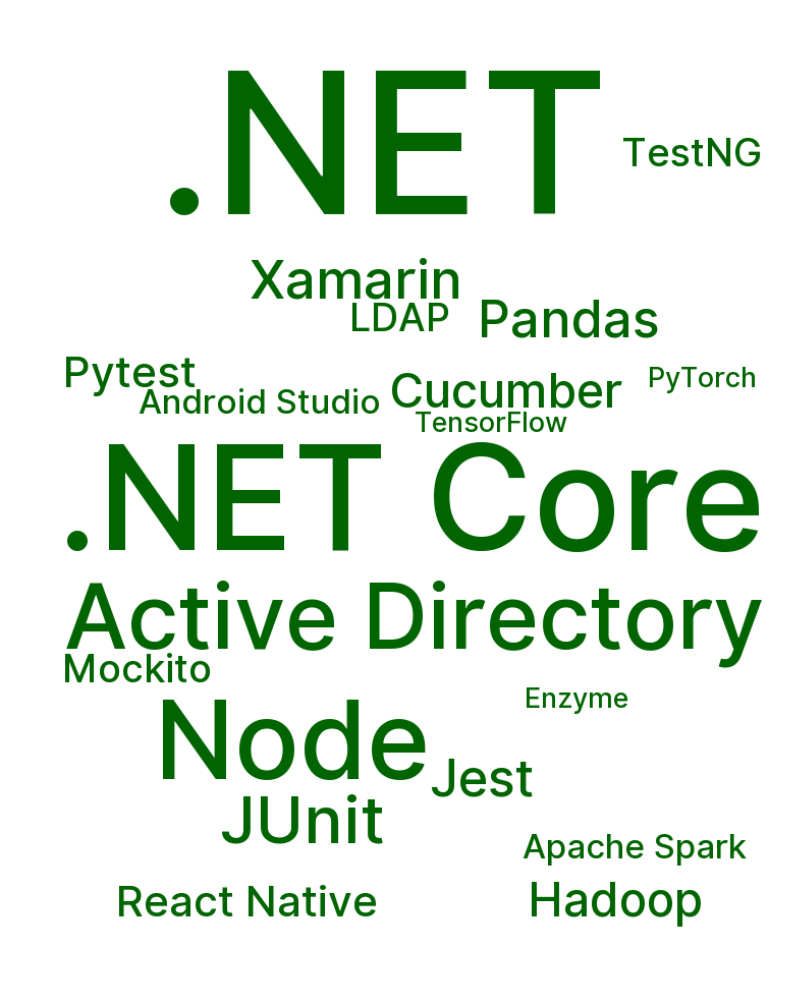 .NET
TestNG
Xamarin
LDAP
Pandas
Pytest
Android Studio
Cucumber
PyTorch
TensorFlow
.NET Core
Active Directory
Mockito
Node
Enzyme
Jest
JUnit
Apache Spark
React Native
Hadoop